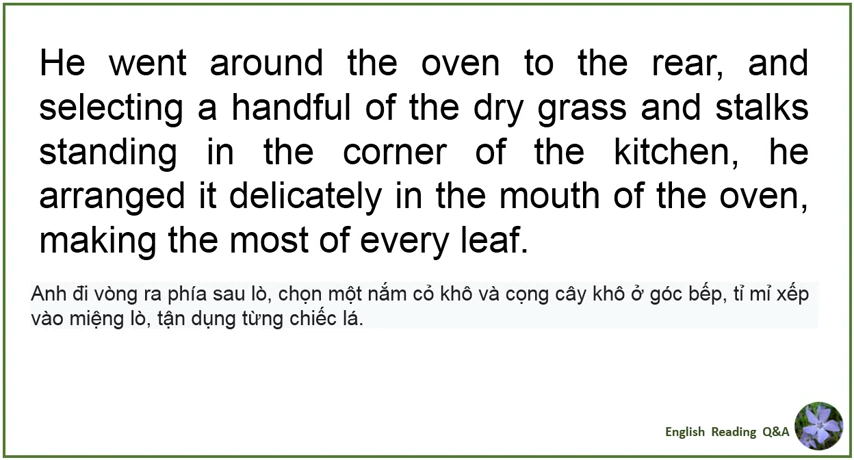 He went around the oven to the rear, and
selecting a handful of the dry grass and stalks
standing in the corner of the kitchen, he
arranged it delicately in the mouth of the oven,
making the most of every leaf.
Anh đi vòng ra phía sau lò, chọn một nắm cỏ khô và cọng cây khô ở góc bếp, tỉ mỉ xếp
vào miệng lò, tận dụng từng chiếc lá.
English Reading Q&A